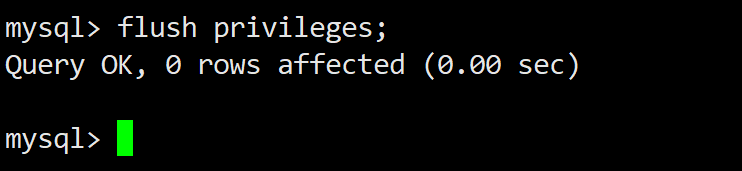 mysql> flush privileges;
Query OK, 0 rows affected (0.00 sec)
mysql>